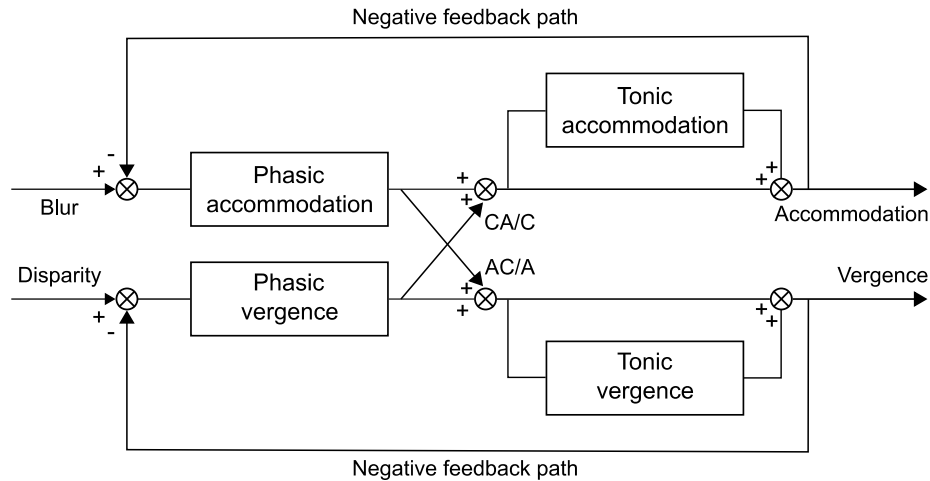 Negative feedback path
Tonic
accommodation
-
+
Phasic
accommodation
+
+
+
+
Blur
CA/C
Accommodation
Disparity
Phasic
vergence
AC/A
Vergence
+
-
+
+
+
+
Tonic
vergence
Negative feedback path